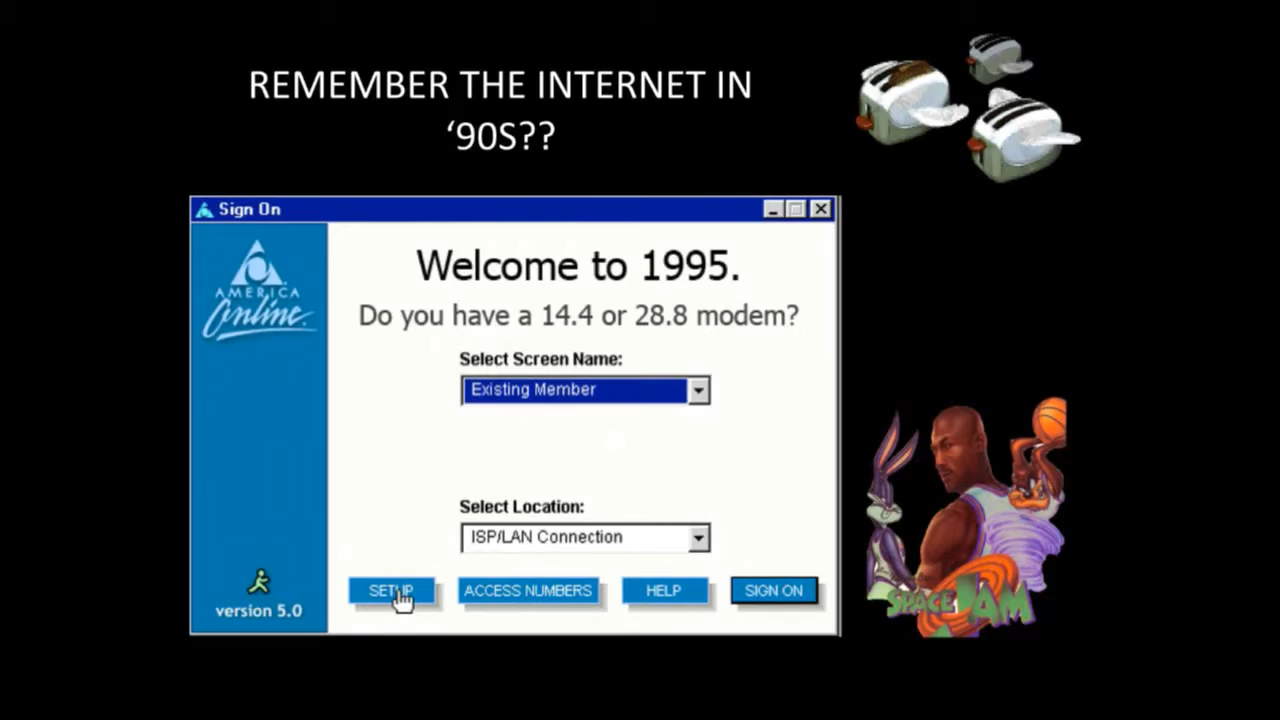 REMEMBER THE INTERNET IN
‘90S??
Sign On
AMERICA
Online.
Welcome to 1995.
Do you have a 14.4 or 28.8 modem?
Select Screen Name:
Existing Member
Select Location:
ISP/LAN Connection
SETUP
ACCESS NUMBERS
HELP
SIGN ON
version 5.0
SPACE JAM